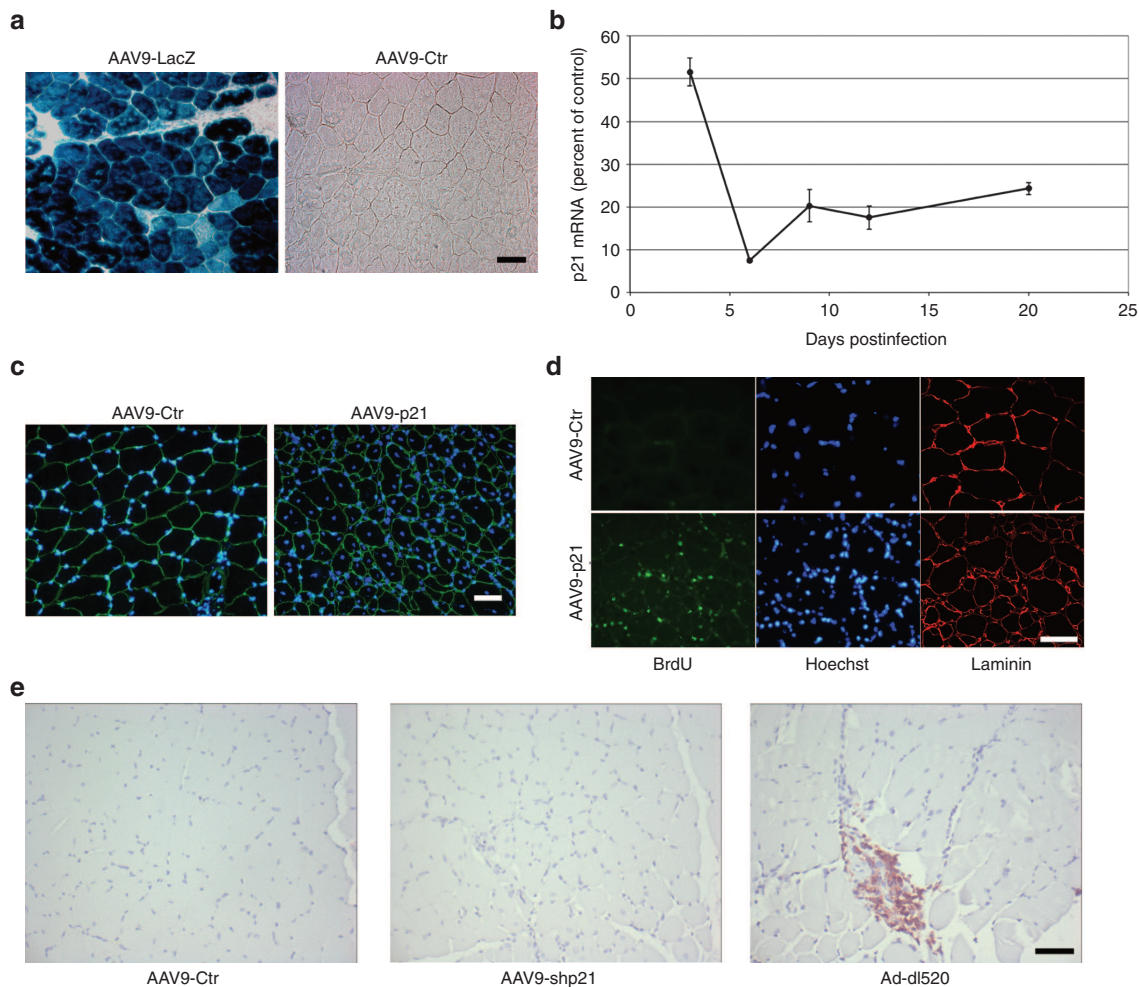 a
AAV9-LacZ
AAV9-Ctr
b
p21 mRNA (percent of control)
60
50
40
30
20
10
0
0 5 10 15 20 25
Days postinfection
c
AAV9-Ctr
AAV9-p21
d
AAV9-Ctr
AAV9-p21
BrdU
Hoechst
Laminin
e
AAV9-Ctr
AAV9-shp21
Ad-dl520